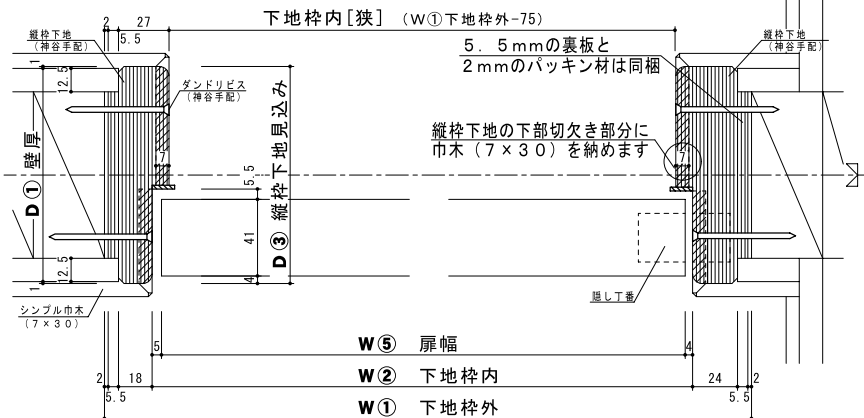 下地枠内[狭] (W①下地枠外-75)
2 27
5.5
縦枠下地
(神谷手配)
縦枠下地
(神谷手配)
5.5mmの裏板と
2mmのパッキン材は同梱
ダンドリビス
(神谷手配)
縦枠下地の下部切欠き部分に
巾木(7×30)を納めます
1
12.5
D① 壁厚
12.5
1
7
7
5.5
41
4
D③ 縦枠下地見込み
シンプル巾木
(7×30)
隠し丁番
5 W⑤ 扉幅 4
2 18 W② 下地枠内 24 2
5.5 5.5
W① 下地枠外